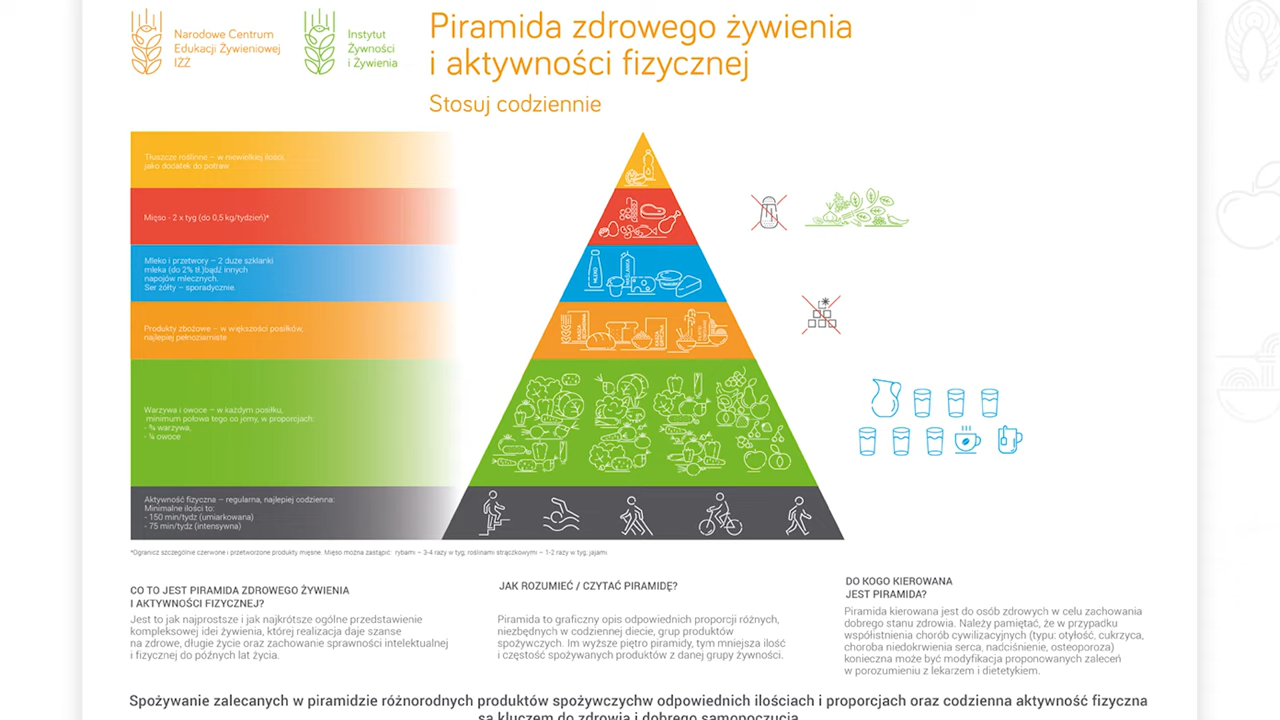 Narodowe Centrum
Edukacji Żywieniowej
IŻŻ
Instytut
Żywności
i Żywienia
Piramida zdrowego żywienia
i aktywności fizycznej
Stosuj codziennie
Tłuszcze roślinne – w niewielkiej ilości,
jako dodatek do potraw
Mięso - 2 x tyg (do 0,5 kg/tydzień)*
Mleko i przetwory – 2 duże szklanki
mleka (do 2% tł.)bądź innych
napojów mlecznych.
Ser żółty – sporadycznie.
MLEKO
MAŚLANKA
Produkty zbożowe – w większości posiłków,
najlepiej pełnoziarniste
Warzywa i owoce – w każdym posiłku,
minimum połowa tego co jemy, w proporcjach:
- ¾ warzywa,
- ¼ owoce
Aktywność fizyczna – regularna, najlepiej codzienna:
Minimalne ilości to:
- 150 min/tydz (umiarkowana)
- 75 min/tydz (intensywna)
*Ogranicz szczególnie czerwone i przetworzone produkty mięsne. Mięso można zastąpić: rybami – 3-4 razy w tyg; roślinami strączkowymi – 1-2 razy w tyg. jajami
CO TO JEST PIRAMIDA ZDROWEGO ŻYWIENIA
I AKTYWNOŚCI FIZYCZNEJ?
Jest to jak najprostsze i jak najkrótsze ogólne przedstawienie
kompleksowej idei żywienia, której realizacja daje szanse
na zdrowe, długie życie oraz zachowanie sprawności intelektualnej
i fizycznej do późnych lat życia.
JAK ROZUMIEĆ / CZYTAĆ PIRAMIDĘ?
Piramida to graficzny opis odpowiednich proporcji różnych,
niezbędnych w codziennej diecie, grup produktów
spożywczych. Im wyższe piętro piramidy, tym mniejsza ilość
i częstość spożywanych produktów z danej grupy żywności.
DO KOGO KIEROWANA
JEST PIRAMIDA?
Piramida kierowana jest do osób zdrowych w celu zachowania
dobrego stanu zdrowia. Należy pamiętać, że w przypadku
współistnienia chorób cywilizacyjnych (typu: otyłość, cukrzyca,
choroba niedokrwienia serca, nadciśnienie, osteoporoza)
konieczna może być modyfikacja proponowanych zaleceń
w porozumieniu z lekarzem i dietetykiem.
Spożywanie zalecanych w piramidzie różnorodnych produktów spożywczychw odpowiednich ilościach i proporcjach oraz codzienna aktywność fizyczna
są kluczem do zdrowia i dobrego samopoczucia.